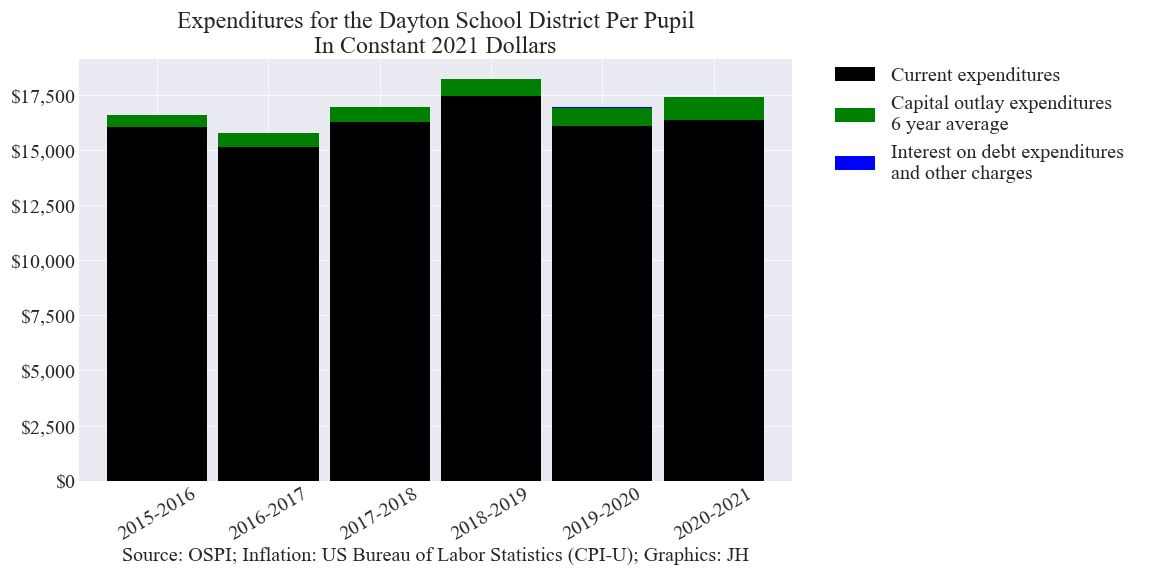 Expenditures for the Dayton School District Per Pupil
In Constant 2021 Dollars
$17,500
$15,000
$12,500
$10,000
$7,500
$5,000
$2,500
$0
2015-2016
2016-2017
2017-2018
2018-2019
2019-2020
2020-2021
Source: OSPI; Inflation: US Bureau of Labor Statistics (CPI-U); Graphics: JH
Current expenditures
Capital outlay expenditures
6 year average
Interest on debt expenditures
and other charges